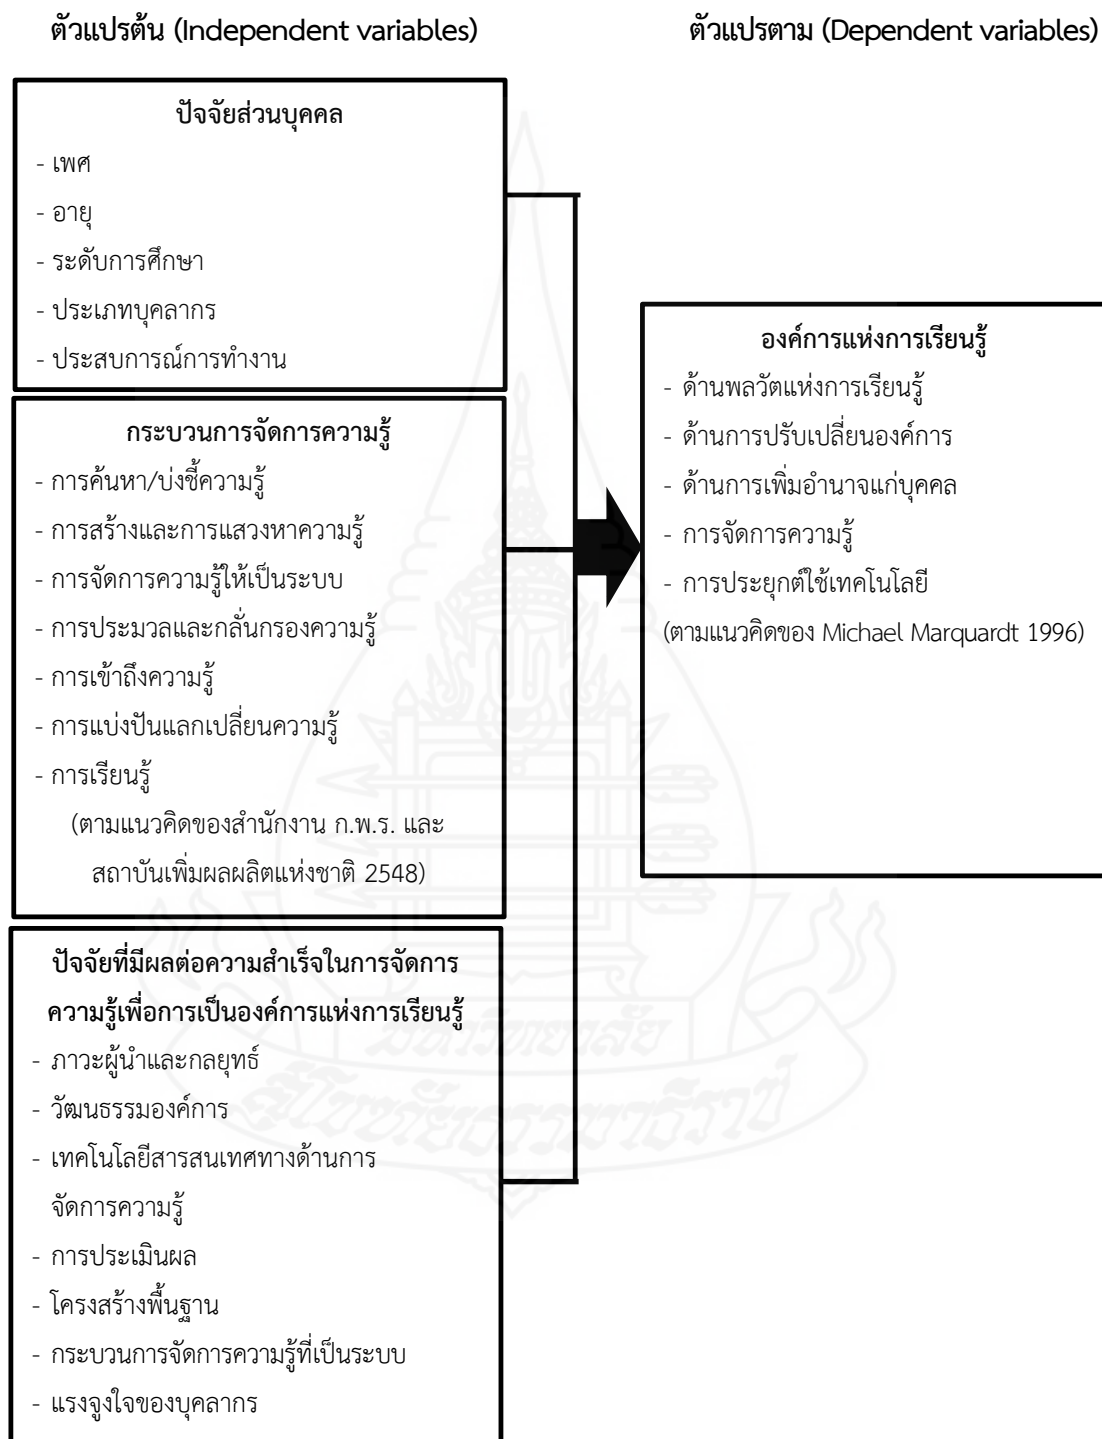 ตัวแปรต้น (Independent variables)
ตัวแปรตาม (Dependent variables)
ปัจจัยส่วนบุคคล
- เพศ
- อายุ
- ระดับการศึกษา
- ประเภทบุคลากร
- ประสบการณ์การทำงาน
กระบวนการจัดการความรู้
- การค้นหา/บ่งชี้ความรู้
- การสร้างและการแสวงหาความรู้
- การจัดการความรู้ให้เป็นระบบ
- การประมวลและกลั่นกรองความรู้
- การเข้าถึงความรู้
- การแบ่งปันแลกเปลี่ยนความรู้
- การเรียนรู้
(ตามแนวคิดของสำนักงาน ก.พ.ร. และ
สถาบันเพิ่มผลผลิตแห่งชาติ 2548)
ปัจจัยที่มีผลต่อความสำเร็จในการจัดการ
ความรู้เพื่อการเป็นองค์การแห่งการเรียนรู้
- ภาวะผู้นำและกลยุทธ์
- วัฒนธรรมองค์การ
- เทคโนโลยีสารสนเทศทางด้านการ
จัดการความรู้
- การประเมินผล
- โครงสร้างพื้นฐาน
- กระบวนการจัดการความรู้ที่เป็นระบบ
- แรงจูงใจของบุคลากร
องค์การแห่งการเรียนรู้
- ด้านพลวัตแห่งการเรียนรู้
- ด้านการปรับเปลี่ยนองค์การ
- ด้านการเพิ่มอำนาจแก่บุคคล
- การจัดการความรู้
- การประยุกต์ใช้เทคโนโลยี
(ตามแนวคิดของ Michael Marquardt 1996)
มหาวิทยาลัย
สุโขทัยธรรมาธิราช